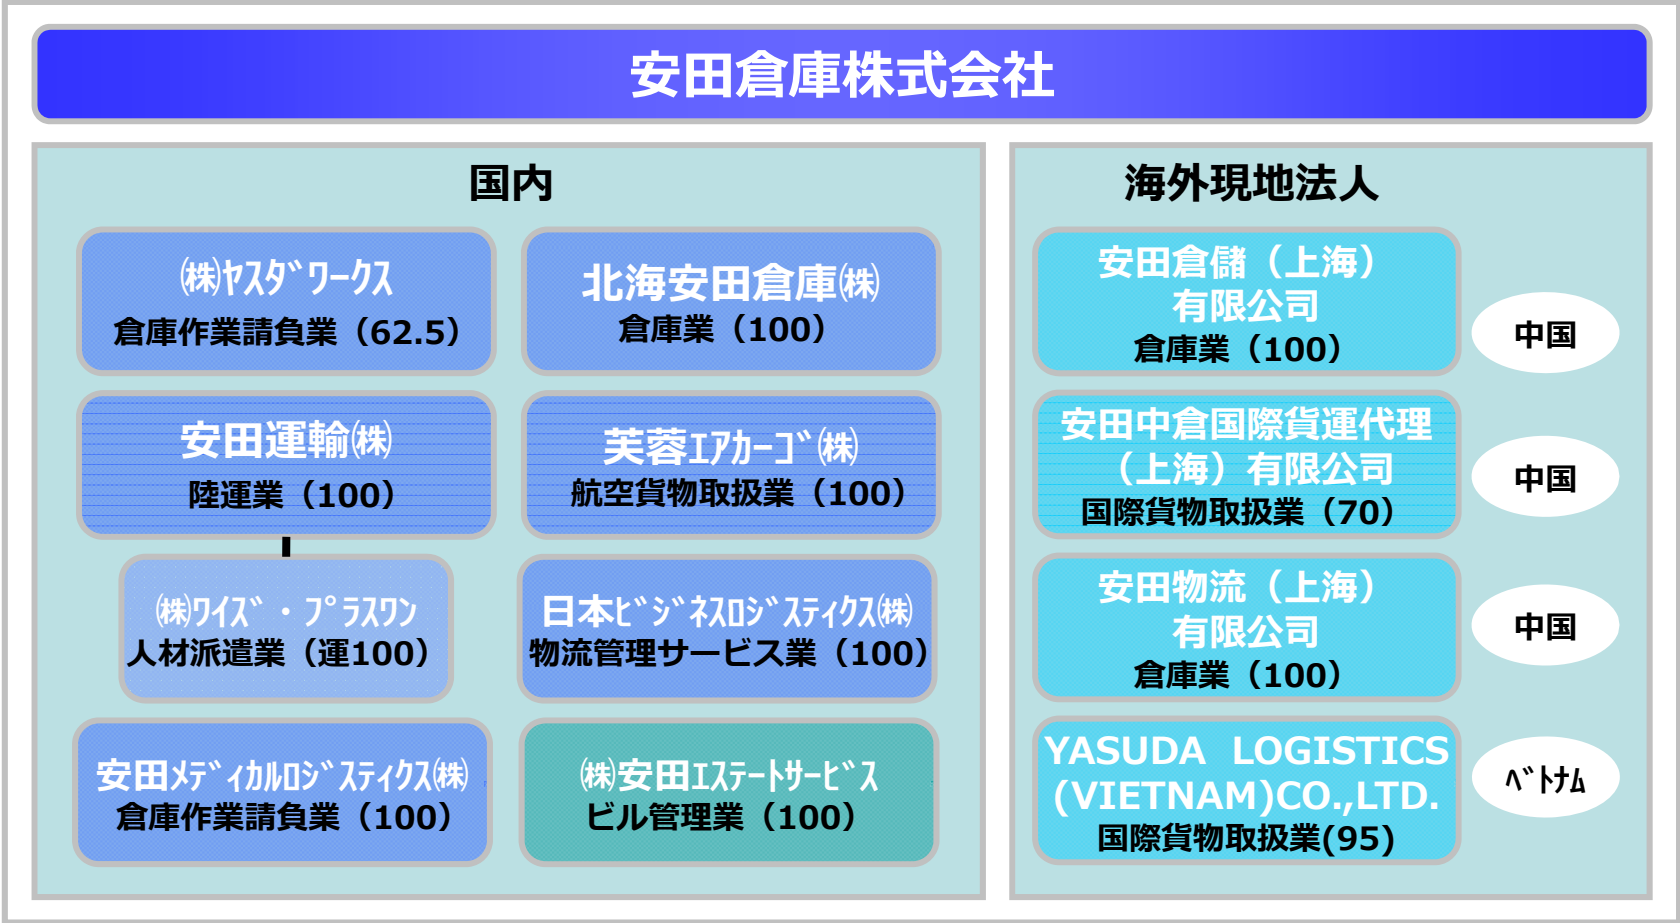 安田倉庫株式会社
国内
㈱ﾔｽﾀﾞﾜｰｸｽ
倉庫作業請負業（62.5）
北海安田倉庫㈱
倉庫業（100）
安田運輸㈱
陸運業（100）
芙蓉ｴｱｶｰｺﾞ㈱
航空貨物取扱業（100）
㈱ﾜｲｽﾞ・ﾌﾟﾗｽﾜﾝ
人材派遣業（運100）
日本ﾋﾞｼﾞﾈｽﾛｼﾞｽﾃｨｸｽ㈱
物流管理サービス業（100）
安田ﾒﾃﾞｨｶﾙﾛｼﾞｽﾃｨｸｽ㈱
倉庫作業請負業（100）
㈱安田ｴｽﾃｰﾄｻｰﾋﾞｽ
ビル管理業（100）
海外現地法人
安田倉儲（上海）
有限公司
倉庫業（100）
中国
安田中倉国際貨運代理
（上海）有限公司
国際貨物取扱業（70）
中国
安田物流（上海）
有限公司
倉庫業（100）
中国
YASUDA LOGISTICS
(VIETNAM)CO.,LTD.
国際貨物取扱業(95)
ﾍﾞﾄﾅﾑ